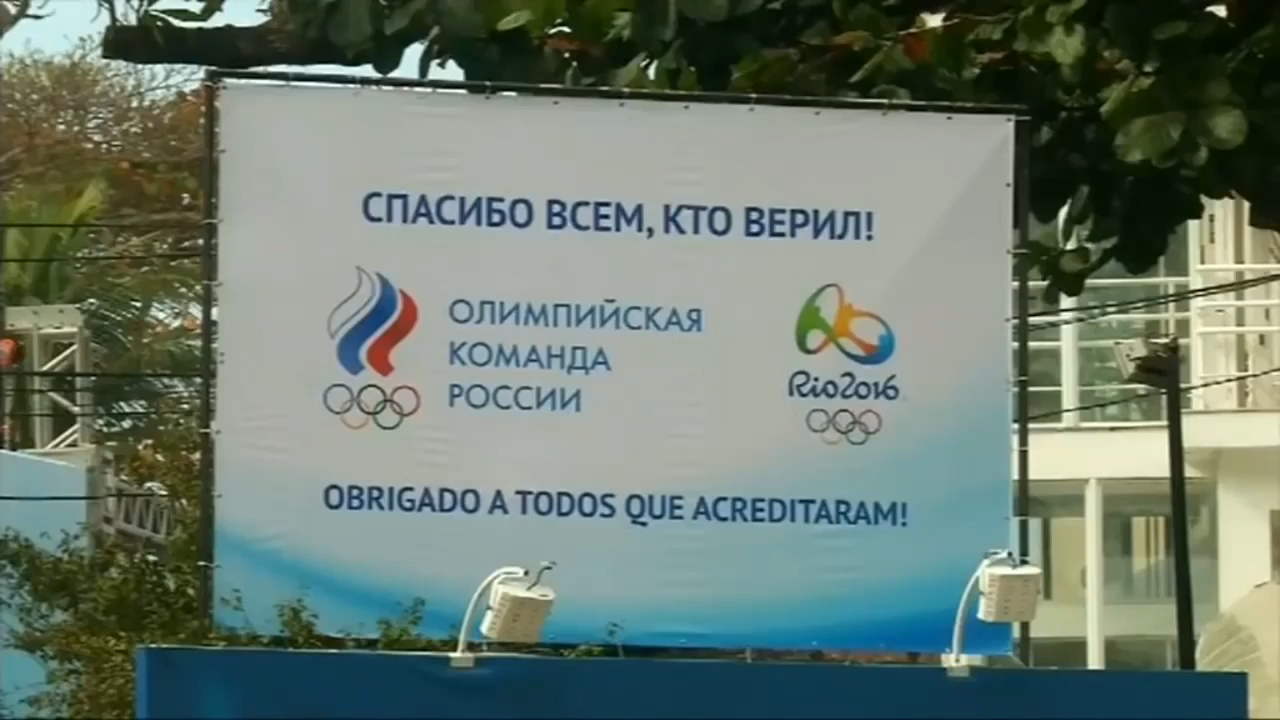 СПАСИБО ВСЕМ, КТО ВЕРИЛ!
ОЛИМПИЙСКАЯ
КОМАНДА
РОССИИ
Rio2016
OBRIGADO A TODOS QUE ACREDITARAM!